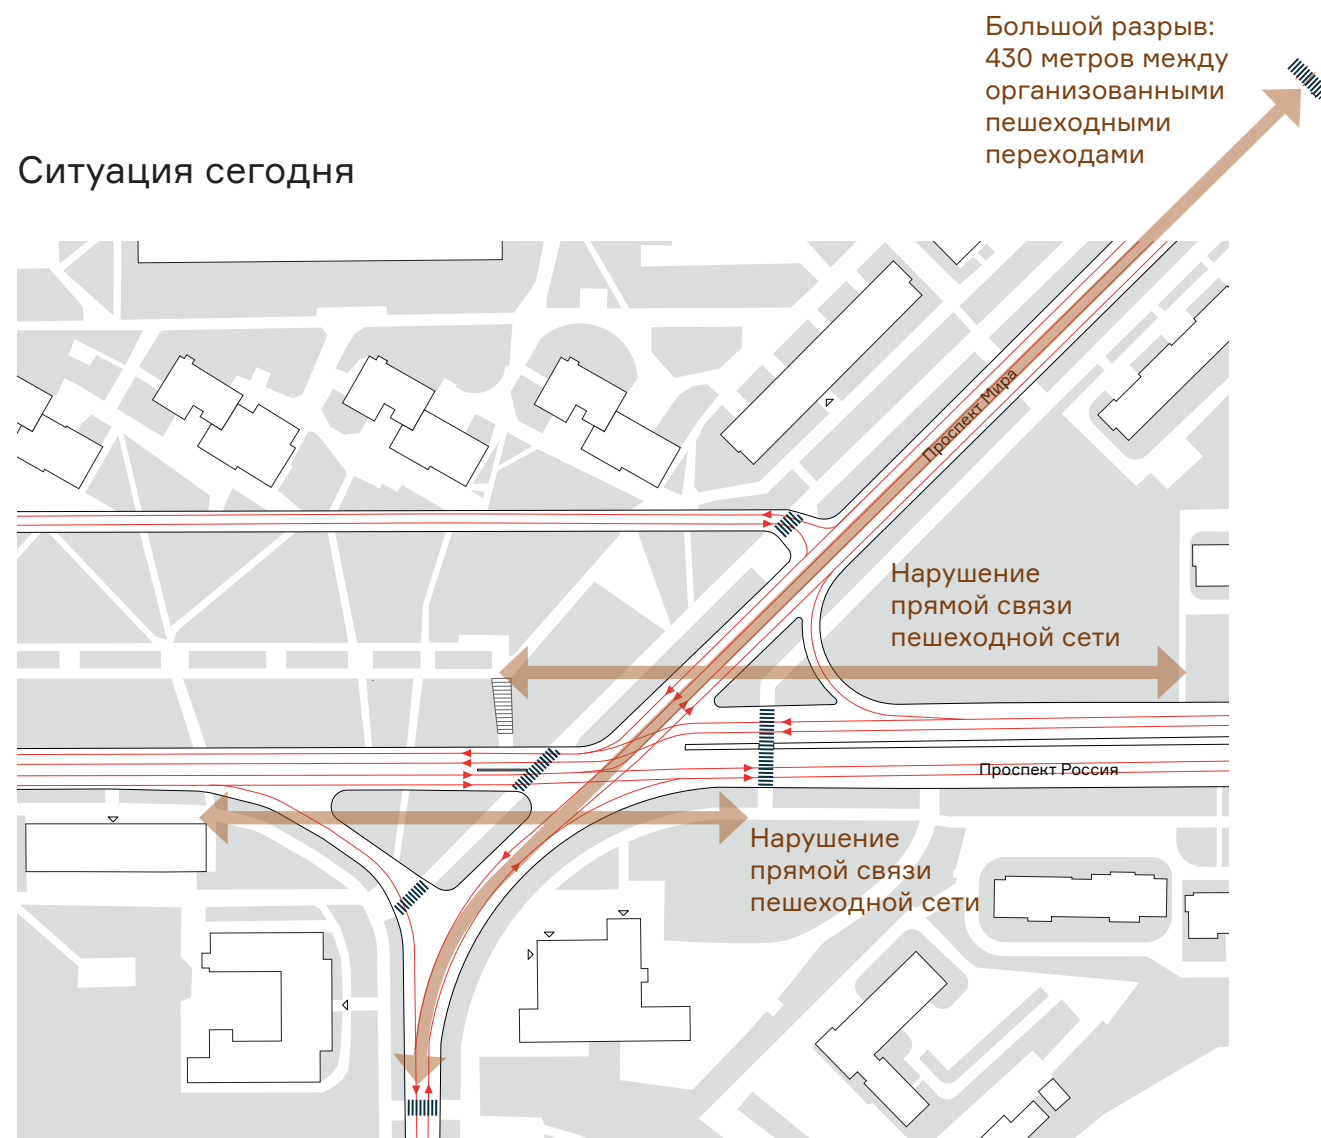 Большой разрыв:
430 метров между
организованными
пешеходными
переходами
Ситуация сегодня
Проспект Мира
Нарушение
прямой связи
пешеходной сети
Проспект Россия
Нарушение
прямой связи
пешеходной сети